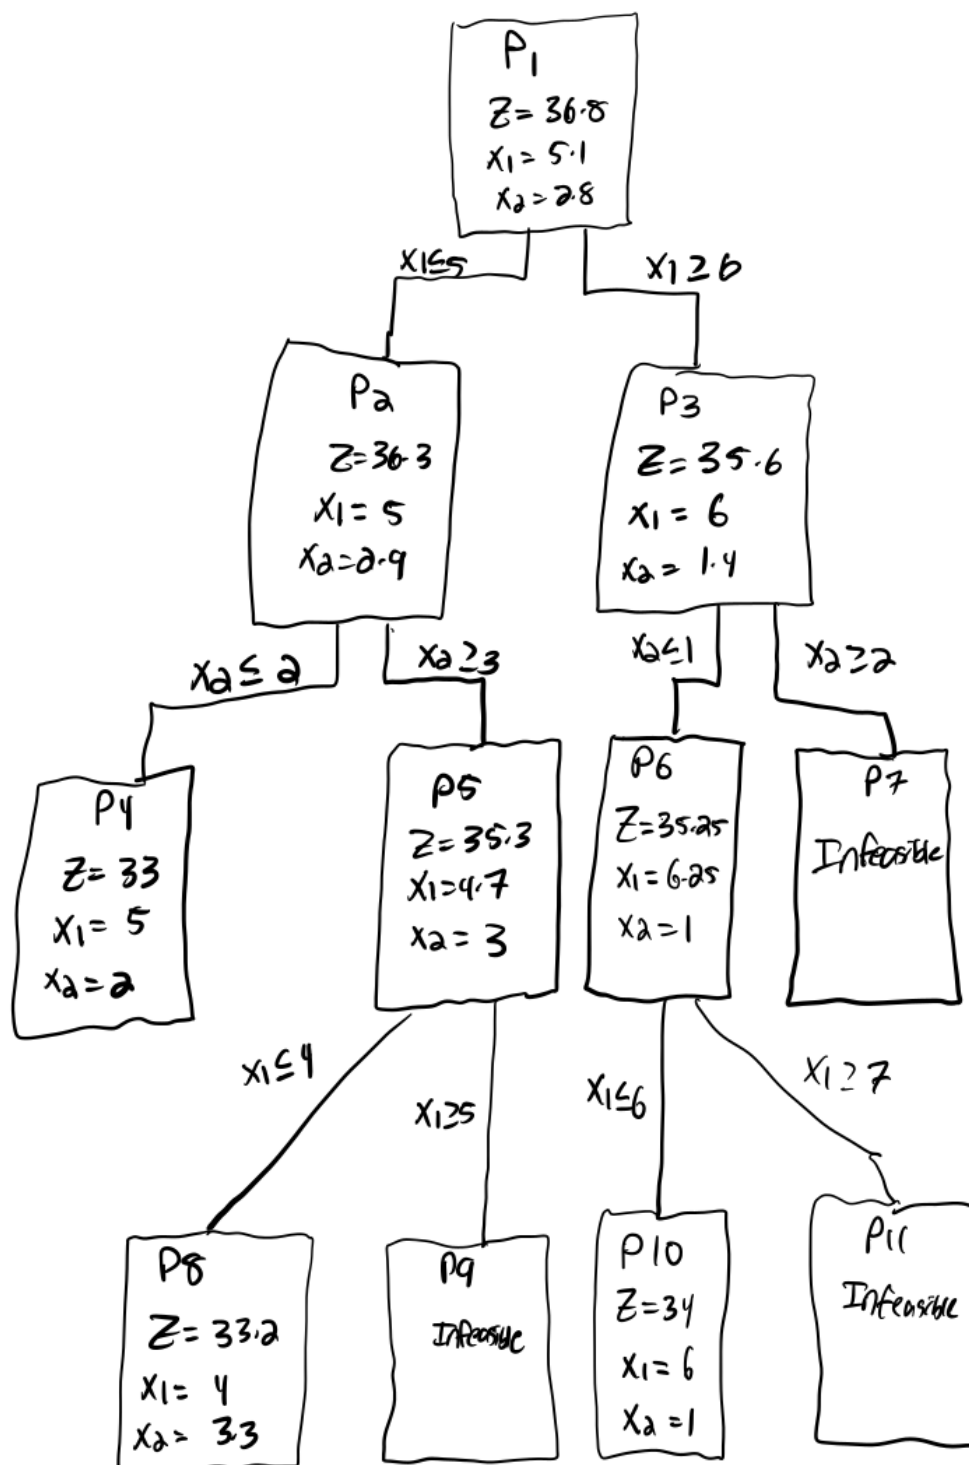 P1
Z = 36.8
x1 = 5.1
x2 = 2.8
x1 ≤ 5
x1 ≥ 6
P2
Z = 36.3
x1 = 5
x2 = 2.9
P3
Z = 35.6
x1 = 6
x2 = 1.4
x2 ≤ 2
x2 ≥ 3
x2 ≤ 1
x2 ≥ 2
P4
Z = 33
x1 = 5
x2 = 2
P5
Z = 35.3
x1 = 4.7
x2 = 3
P6
Z = 35.25
x1 = 6.25
x2 = 1
P7
Infeasible
x1 ≤ 4
x1 ≥ 5
x1 ≤ 6
x1 ≥ 7
P8
Z = 33.2
x1 = 4
x2 = 3.3
P9
Infeasible
P10
Z = 34
x1 = 6
x2 = 1
P11
Infeasible